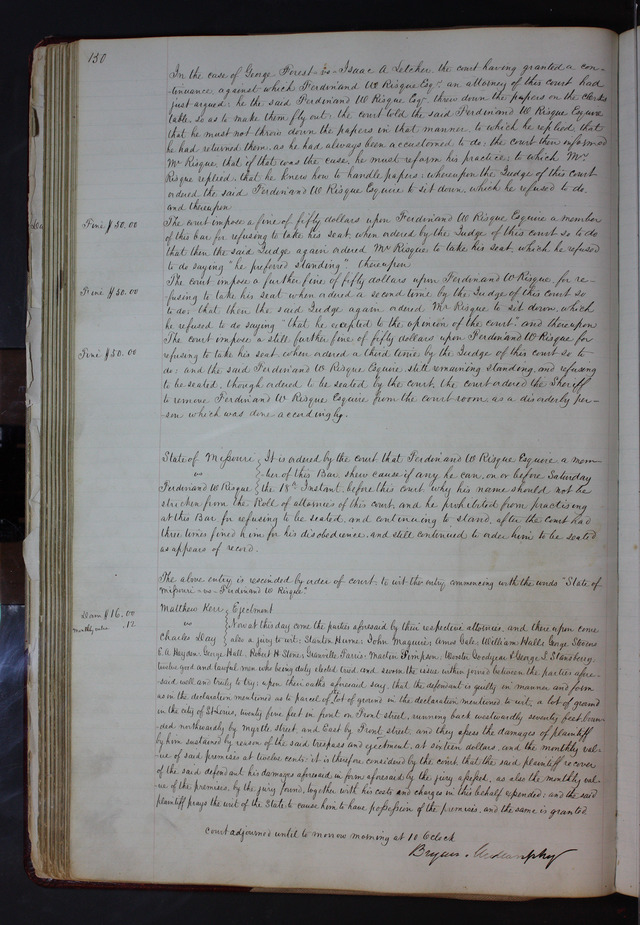 130
In the case of George Forest - vs - Isaac A Letcher, the court having granted a con-
tinuance against which Ferdinand W Risque Esqr. an attorney of this court had
just argued; he the said Ferdinand W Risque Esqr. threw down the papers on the clerks
table, so as to make them fly out; the court told the said Ferdinand W Risque Esquire
that he must not throw down the papers in that manner, to which he replied, that
he had returned them, as he had always been accustomed to do; the court then informed
Mr Risque, that if that was the case, he must reform his practice; to which Mr.
Risque replied, that he knew how to handle papers; whereupon the Judge of this court
ordered the said Ferdinand W Risque Esquire to sit down, which he refused to do,
and thereupon
Fine $50.00
The court impose a fine of fifty dollars upon Ferdinand W Risque Esquire a member
of this bar for refusing to take his seat, when ordered by the Judge of this court so to do
that then the said Judge again ordered Mr Risque to take his seat, which he refused
to do saying "he preferred standing" thereupon
Fine $50.00
The court impose a further fine of fifty dollars upon Ferdinand W Risque, for re-
fusing to take his seat when ordered a second time by the Judge of this Court so
to do; that then the said Judge again ordered Mr Risque to sit down, which
he refused to do saying "that he excepted to the opinion of the court", and thereupon
Fine $50.00
The court impose a still further fine of fifty dollars upon Ferdinand W Risque for
refusing to take his seat, when ordered a third time by the Judge of this court so to
do; and the said Ferdinand W Risque Esquire still remaining standing, and refusing
to be seated, though ordered to be seated by the court, the court ordered the Sheriff
to remove Ferdinand W Risque Esquire from the court room, as a disorderly per-
son which was done accordingly.
State of Missouri
vs
Ferdinand W Risque
It is ordered by the court that Ferdinand W Risque Esquire a mem-
-ber of this Bar shew cause if any he can, on or before Saturday
the 18th Instant, before this court why his name should not be
stricken from the Roll of attornies of this court, and he prohibited from practising
at this Bar for refusing to be seated, and continuing to stand, after the court had
three times fined him for his disobedience, and still continued to order him to be seated
as appears of record.
The above entry is rescinded by order of court, to wit the entry commencing with the words "State of
Missouri - vs - Ferdinand W Risque"
Dam $16.00
monthly value .12
Matthew Kerr
vs
Charles Day
Ejectment
Now at this day come the parties aforesaid by their respective attornies, and thereupon come
also a jury to wit: John Maguire; Amos Gale; William Hall; George
E. A. Heyden; George Hall; Robert H Stone; Granville Farris; Simpson; Goodyear & George S. Stansberry
twelve good and lawful men who being duly elected tried and sworn the issue within joined between the parties afore-
said well and truly to try; upon their oaths aforesaid say, that the defendant is guilty in manner and form
as in the declaration mentioned as to parcel of lot of ground in the declaration mentioned to wit, a lot of ground
in the city of St Louis, twenty five feet in front on Front street, running back westwardly seventy feet, boun-
ded northwardly by Myrtle street, and East by Front street; and they assess the damages of plaintiff
by him sustained by reason of the said trespass and ejectment, at sixteen dollars, and the monthly val-
ue of said premises at twelve cents; it is therefore considered by the court, that the said plaintiff recover
of the said defendant his damages aforesaid in form aforesaid by the jury assessed, as also the monthly val-
-ue of the premises, by the jury found, together with his costs and charges in this behalf expended; and the said
plaintiff prays the writ of the State to cause him to have possession of the premises, and the same is granted
Court adjourned until to morrow morning at 10 Oclock
Bryan Mullanphy